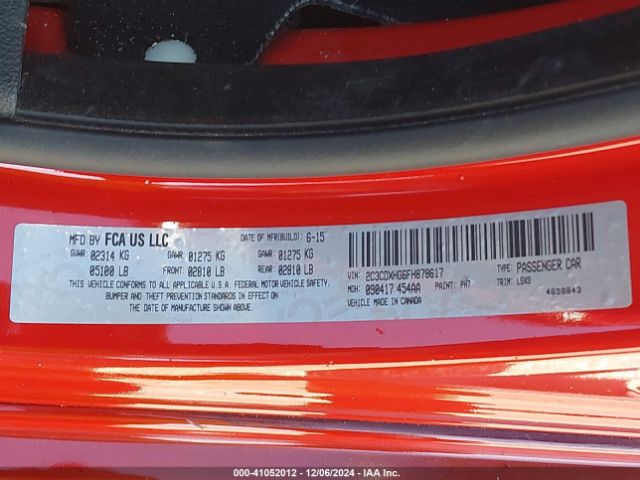 MFD BY FCA US LLC DATE OF MFR(BUILD): 6-15
GVWR: 02314 KG GAWR: 01275 KG GAWR: 01275 KG
05100 LB FRONT: 02810 LB REAR: 02810 LB
THIS VEHICLE CONFORMS TO ALL APPLICABLE U.S.A. FEDERAL MOTOR VEHICLE SAFETY,
BUMPER AND THEFT PREVENTION STANDARDS IN EFFECT ON
THE DATE OF MANUFACTURE SHOWN ABOVE.
VIN: 2C3CDXHG6FH878617 TYPE: PASSENGER CAR
MDH: 090417 454AA PAINT: PW7 TRIM: LSX9
VEHICLE MADE IN CANADA 4658843
000-41052012 - 12/06/2024 - IAA Inc.